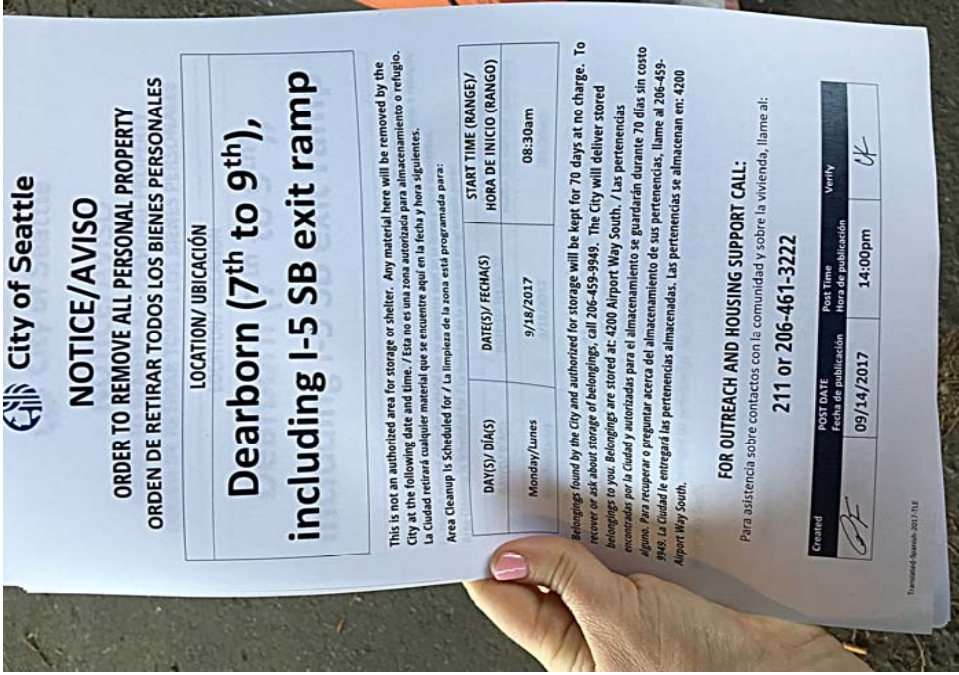 City of Seattle
NOTICE/AVISO
ORDER TO REMOVE ALL PERSONAL PROPERTY
ORDEN DE RETIRAR TODOS LOS BIENES PERSONALES
LOCATION/ UBICACIÓN
Dearborn (7th to 9th),
including I-5 SB exit ramp
This is not an authorized area for storage or shelter. Any material here will be removed by the
City at the following date and time. / Esta no es una zona autorizada para almacenamiento o refugio.
La Ciudad retirará cualquier material que se encuentre aquí en la fecha y hora siguientes.
Area Cleanup Is Scheduled for / La limpieza de la zona está programada para:
DAY(S)/ DÍA(S) DATE(S)/ FECHA(S) START TIME (RANGE)/
HORA DE INICIO (RANGO)
Monday/Lunes 9/18/2017 08:30am
Belongings found by the City and authorized for storage will be kept for 70 days at no charge. To
recover or ask about storage of belongings, call 206-459-9949. The City will deliver stored
belongings to you. Belongings are stored at: 4200 Airport Way South. / Las pertenencias
encontradas por la Ciudad y autorizadas para el almacenamiento se guardarán durante 70 días sin costo
alguno. Para recuperar o preguntar acerca del almacenamiento de sus pertenencias, llame al 206-459-
9949. La Ciudad le entregará las pertenencias almacenadas. Las pertenencias se almacenan en: 4200
Airport Way South.
FOR OUTREACH AND HOUSING SUPPORT CALL:
Para asistencia sobre contactos con la comunidad y sobre la vivienda, llame al:
211 or 206-461-3222
Created POST DATE Post Time Verify
Fecha de publicación Hora de publicación
09/14/2017 14:00pm CK
Translated-Spanish-2017-TLE